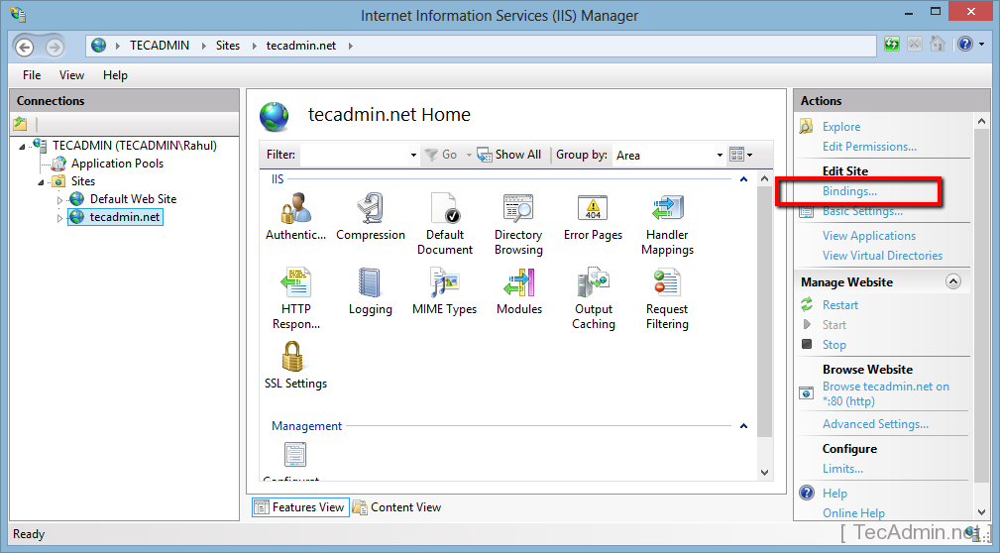 Internet Information Services (IIS) Manager
TECADMIN
Sites
tecadmin.net
File
View
Help
Connections
TECADMIN (TECADMIN\Rahul)
Application Pools
Sites
Default Web Site
tecadmin.net
tecadmin.net Home
Filter:
Go
Show All
Group by:
Area
IIS
Authentic...
Compression
Default
Document
Directory
Browsing
Error Pages
404
Handler
Mappings
HTTP
Respon...
Logging
MIME Types
Modules
Output
Caching
Request
Filtering
SSL Settings
Management
Configurat
Features View
Content View
Actions
Explore
Edit Permissions...
Edit Site
Bindings...
Basic Settings...
View Applications
View Virtual Directories
Manage Website
Restart
Start
Stop
Browse Website
Browse tecadmin.net on
*:80 (http)
Advanced Settings...
Configure
Limits...
Help
Online Help
Ready
[ TecAdmin.net ]